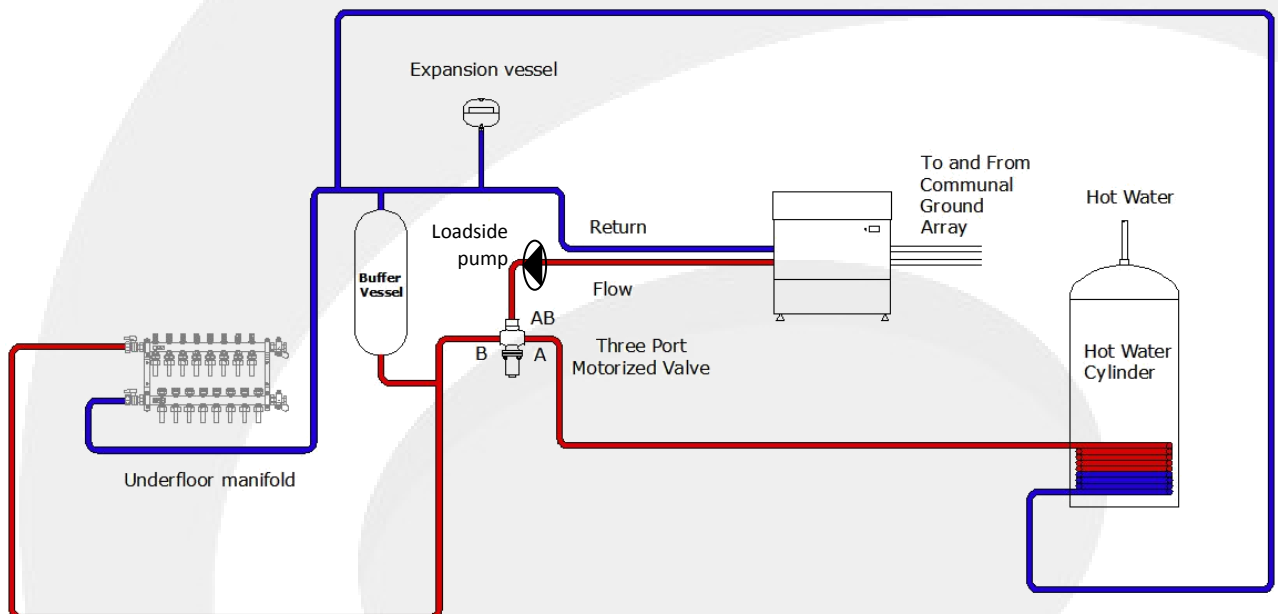 Expansion vessel
To and From
Communal
Ground
Array
Hot Water
Return
Loadside
pump
Buffer
Vessel
Flow
AB
B
A
Three Port
Motorized Valve
Hot Water
Cylinder
Underfloor manifold